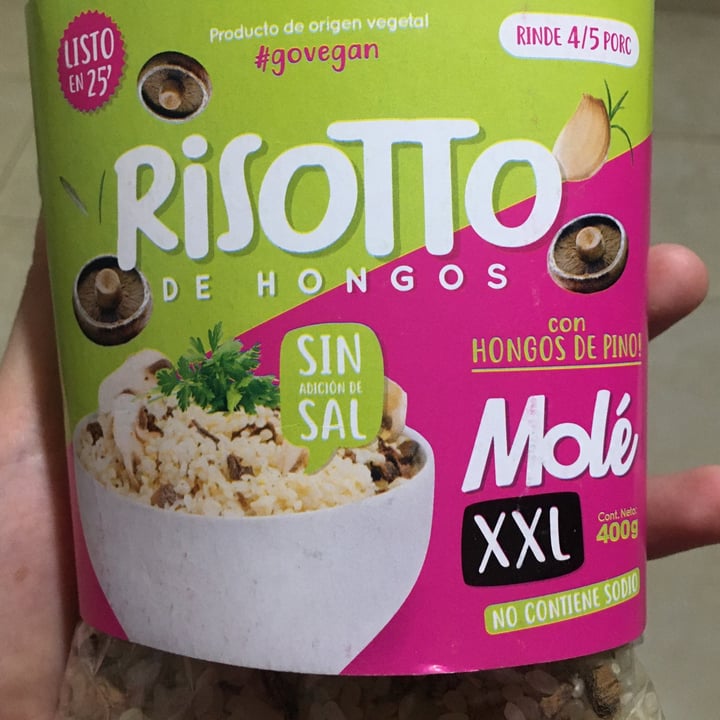 LISTO
EN 25'
Producto de origen vegetal
#govegan
RINDE 4/5 PORC
RISOTTO
DE HONGOS
con
HONGOS DE PINO!
SIN
ADICIÓN DE
SAL
Molé
XXL
Cont. Neto:
400g
NO CONTIENE SODIO